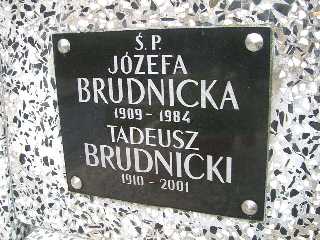 Ś.P.
JÓZEFA
BRUDNICKA
1909 - 1984
TADEUSZ
BRUDNICKI
1910 - 2001